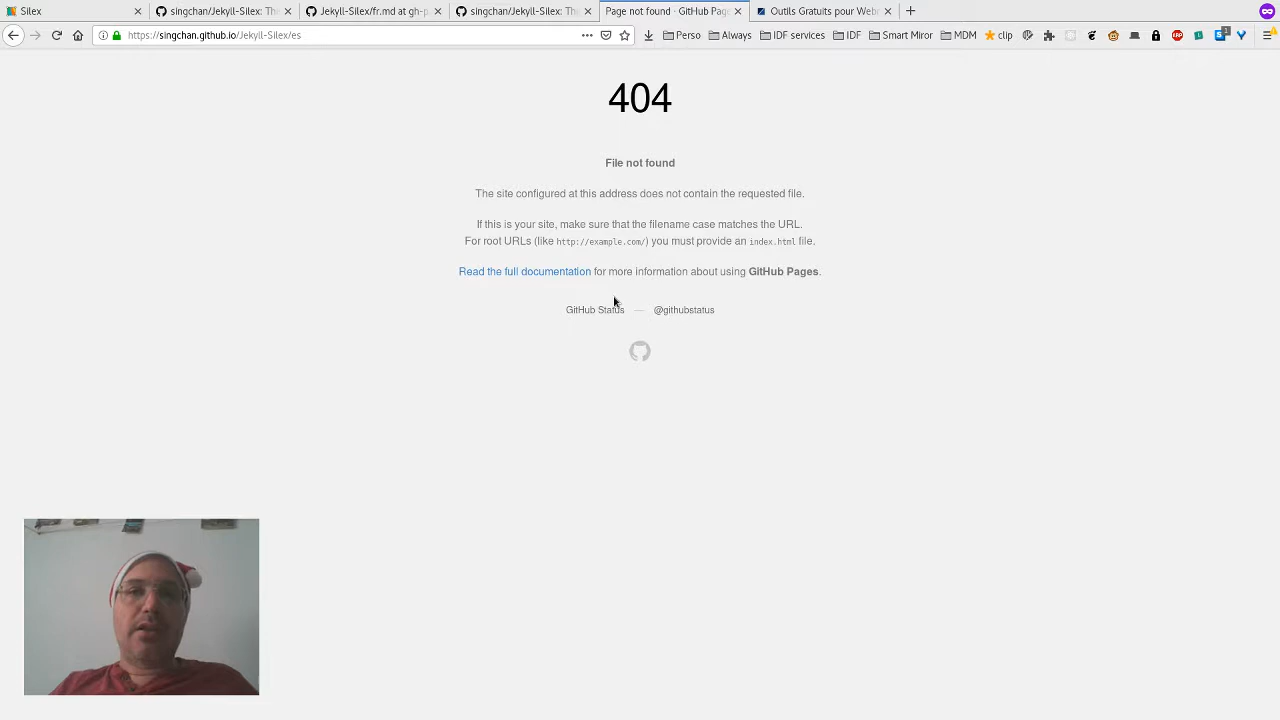 Silex
singchan/Jekyll-Silex: The
Jekyll-Silex/fr.md at gh-p
singchan/Jekyll-Silex: The
Page not found · GitHub Page
Outils Gratuits pour Webm
https://singchan.github.io/Jekyll-Silex/es
Perso
Always
IDF services
IDF
Smart Miror
MDM
clip
404
File not found
The site configured at this address does not contain the requested file.
If this is your site, make sure that the filename case matches the URL.
For root URLs (like http://example.com/) you must provide an index.html file.
Read the full documentation for more information about using GitHub Pages.
GitHub Status — @githubstatus